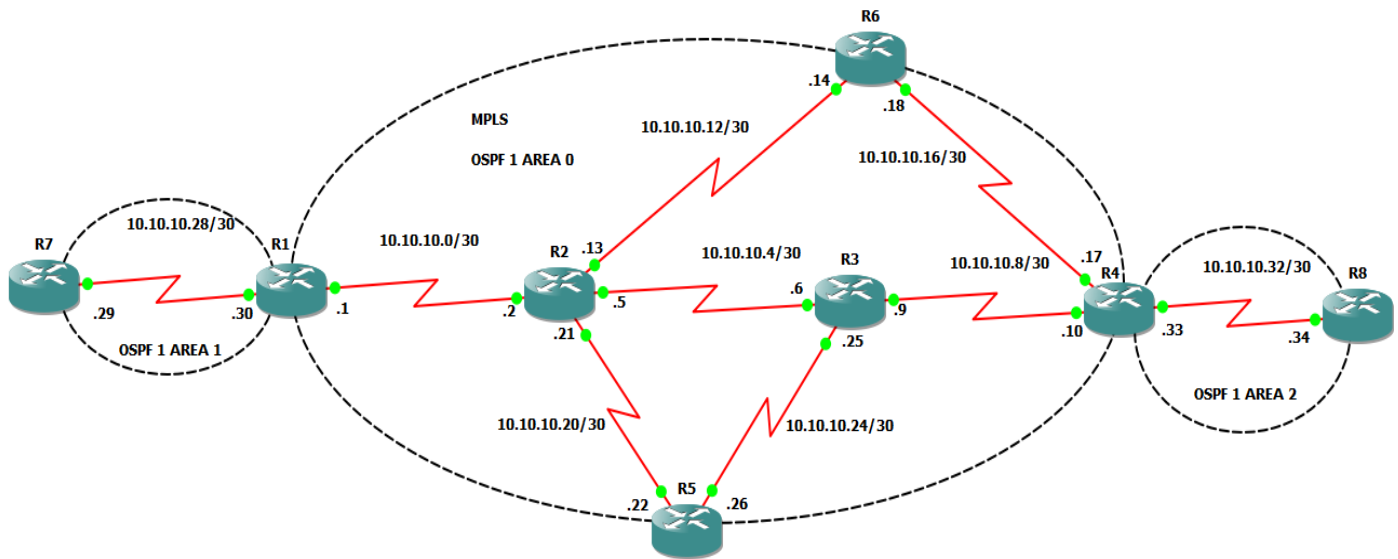 R6
.14
.18
MPLS
10.10.10.12/30
OSPF 1 AREA 0
10.10.10.16/30
10.10.10.28/30
R7
R1
10.10.10.0/30
.13
R2
10.10.10.4/30
R3
10.10.10.8/30
.17
R4
10.10.10.32/30
R8
.29
.30
.1
.2
.5
.6
.9
.10
.33
.34
.21
.25
OSPF 1 AREA 1
OSPF 1 AREA 2
10.10.10.20/30
10.10.10.24/30
R5
.22
.26